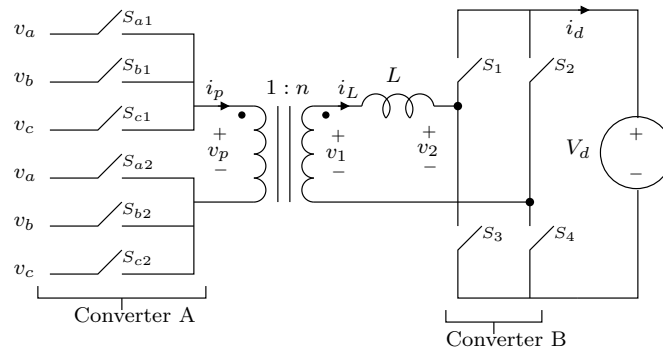 v_a S_{a1}
v_b S_{b1}
v_c S_{c1}
v_a S_{a2}
v_b S_{b2}
v_c S_{c2}
Converter A
i_p
1 : n
+
v_p
−
i_L
+
v_1
−
L
+
v_2
−
S_1
S_2
S_3
S_4
i_d
V_d
+
−
Converter B